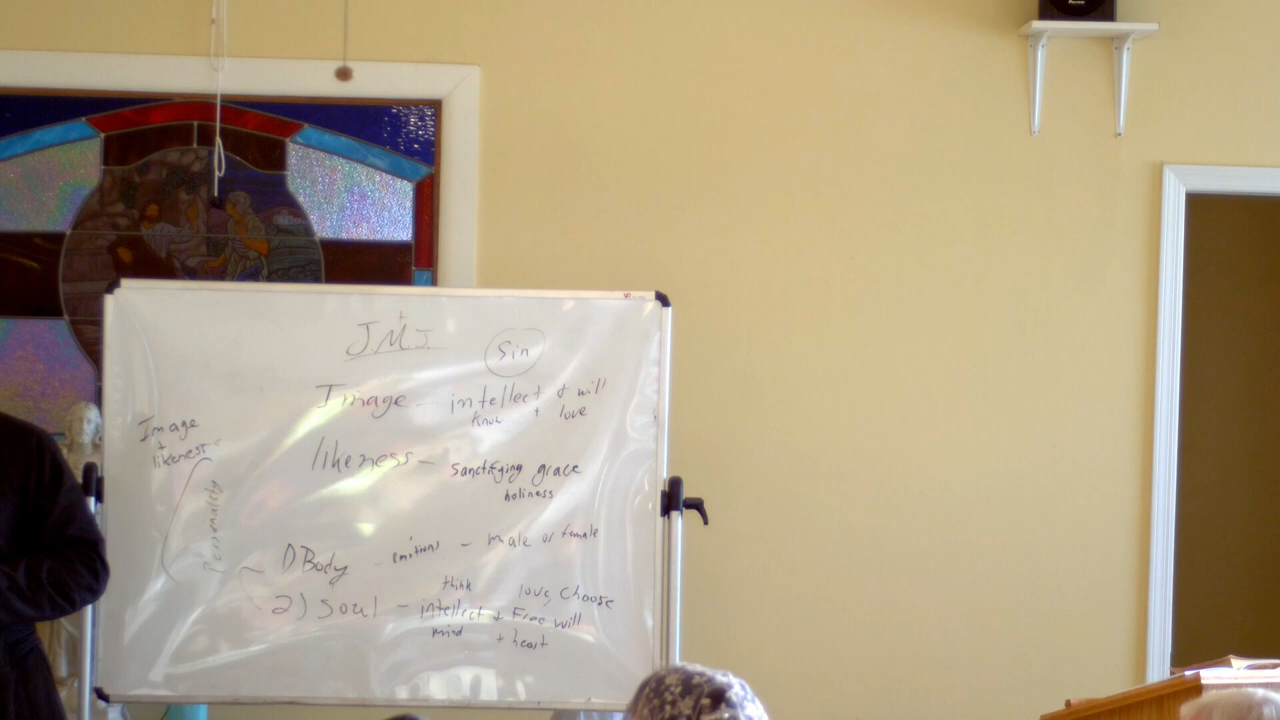 J.M.J.
Sin
Image - intellect & will
know + love
Image
+
likeness
likeness - sanctifying grace
holiness
Personality
1) Body - emotions - male or female
think love, choose
2) Soul - intellect + Free will
mind + heart